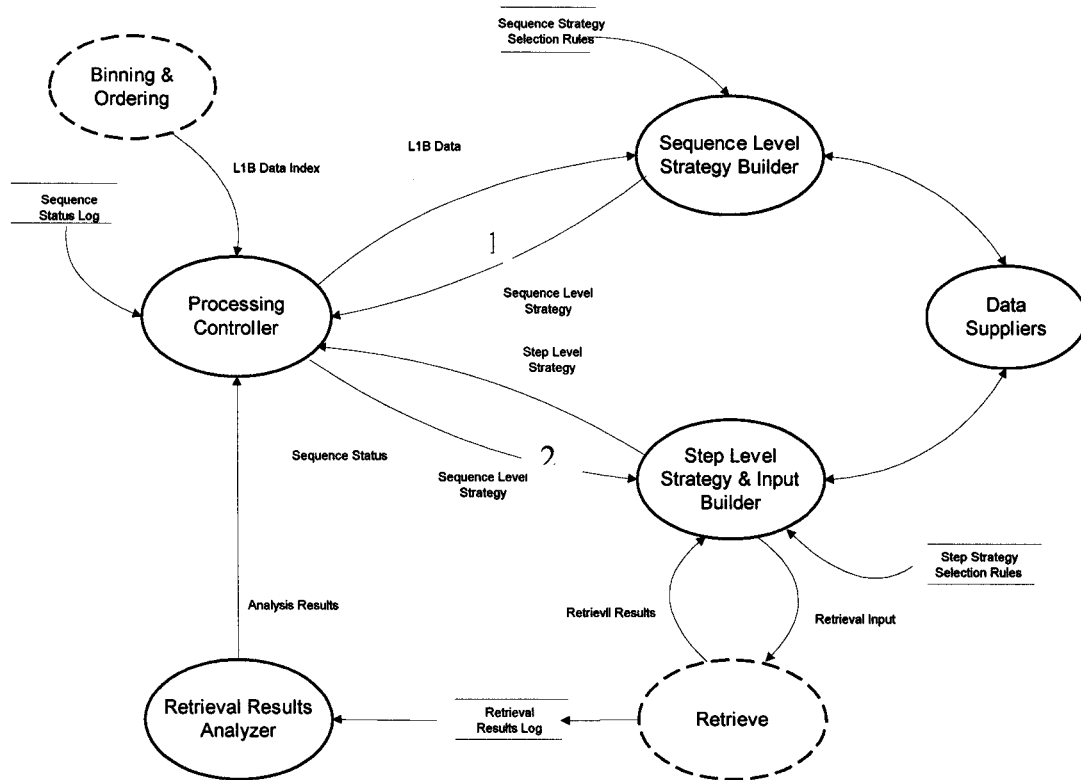 Sequence Strategy
Selection Rules
Binning &
Ordering
L1B Data
Sequence Level
Strategy Builder
L1B Data Index
Sequence
Status Log
1
Processing
Controller
Sequence Level
Strategy
Data
Suppliers
Step Level
Strategy
2
Sequence Status
Sequence Level
Strategy
Step Level
Strategy & Input
Builder
Step Strategy
Selection Rules
Analysis Results
Retrievll Results
Retrieval Input
Retrieval Results
Analyzer
Retrieval
Results Log
Retrieve